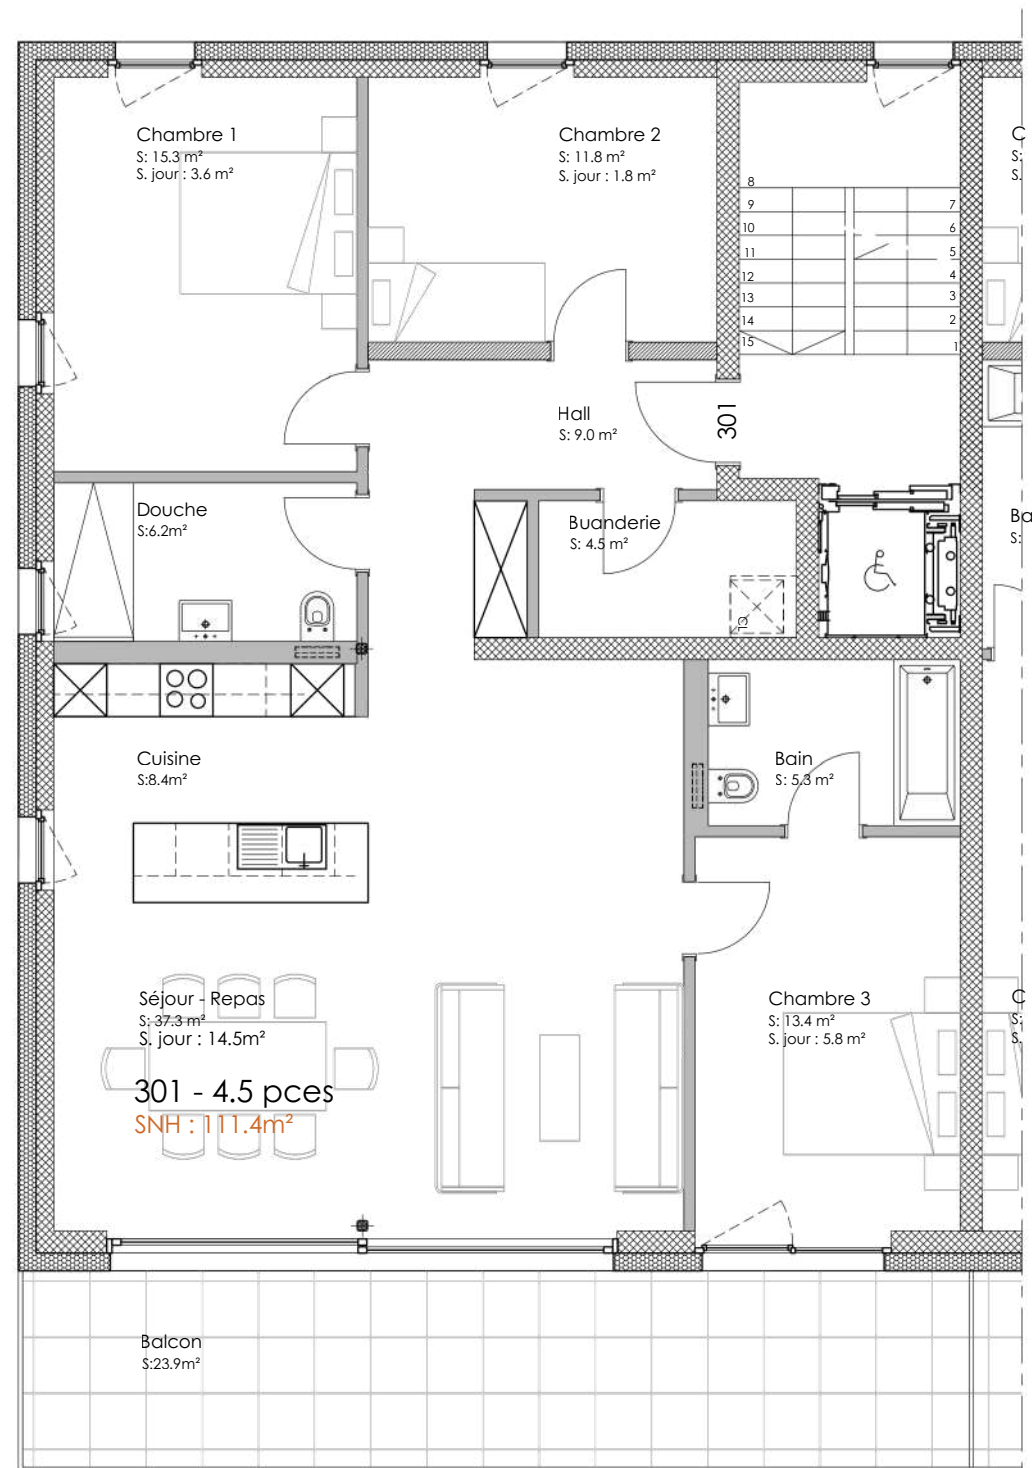 Chambre 1
S: 15.3 m²
S. jour : 3.6 m²
Chambre 2
S: 11.8 m²
S. jour : 1.8 m²
C
S:
S.
8
9
10
11
12
13
14
15
7
6
5
4
3
2
1
Hall
S: 9.0 m²
301
Douche
S:6.2m²
Buanderie
S: 4.5 m²
Ba
S:
Cuisine
S:8.4m²
Bain
S: 5.3 m²
Séjour - Repas
S: 37.3 m²
S. jour : 14.5m²
301 - 4.5 pces
SNH : 111.4m²
Chambre 3
S: 13.4 m²
S. jour : 5.8 m²
C
S:
S.
Balcon
S:23.9m²